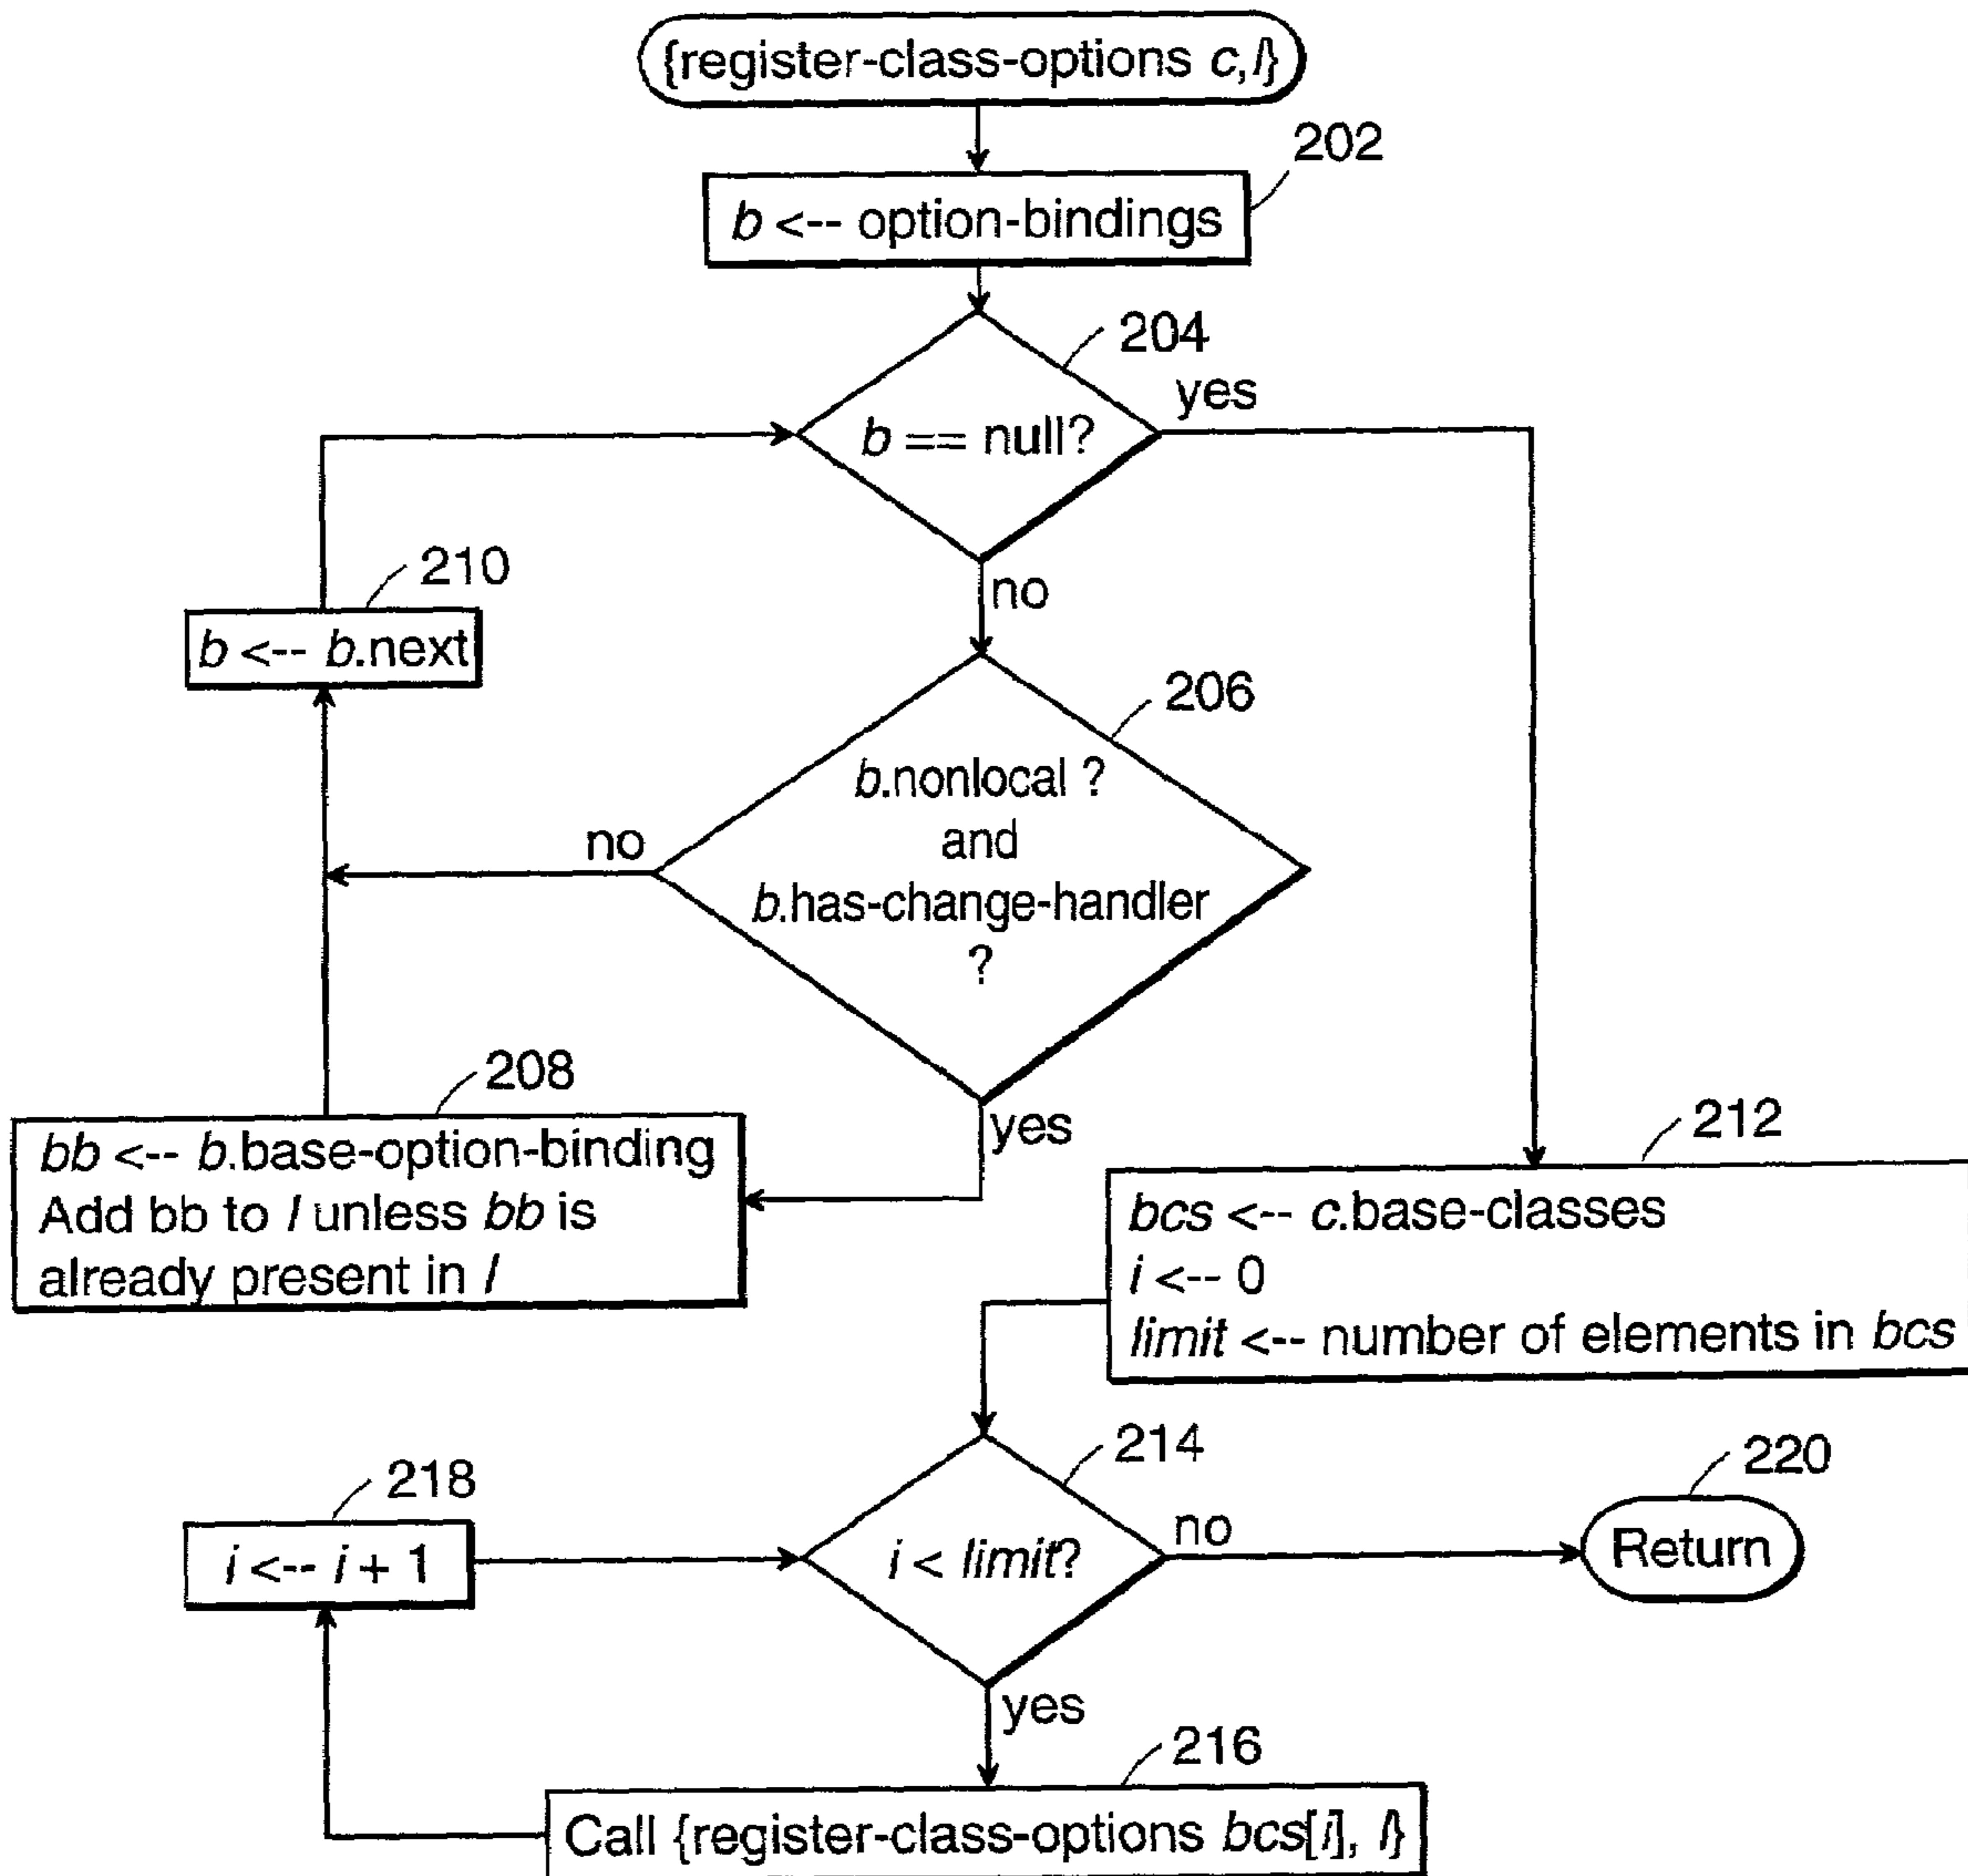 {register-class-options c, l}
202
b <-- option-bindings
204
b == null?
yes
no
210
b <-- b.next
206
b.nonlocal ?
and
b.has-change-handler
?
no
yes
208
bb <-- b.base-option-binding
Add bb to l unless bb is
already present in l
212
bcs <-- c.base-classes
i <-- 0
limit <-- number of elements in bcs
214
i < limit?
no
yes
220
Return
218
i <-- i + 1
216
Call {register-class-options bcs[i], l}